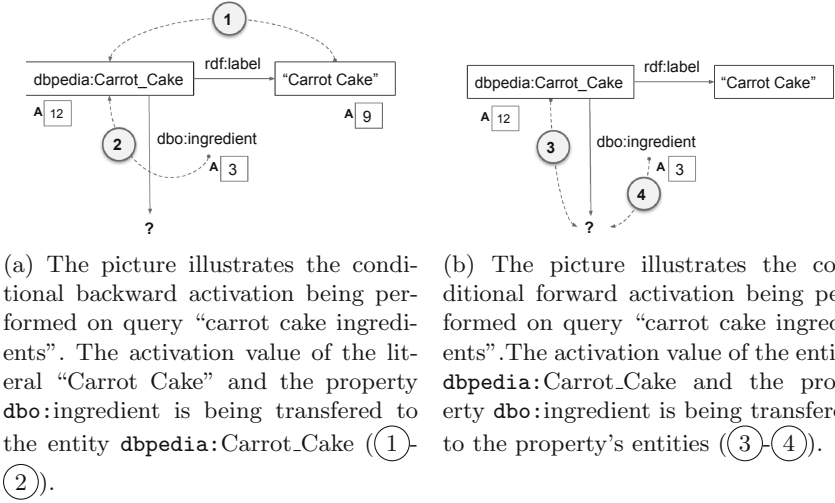 1
rdf:label
dbpedia:Carrot_Cake
“Carrot Cake”
A 12
A 9
2
dbo:ingredient
A 3
?
rdf:label
dbpedia:Carrot_Cake
“Carrot Cake”
A 12
dbo:ingredient
3
A 3
4
?
(a) The picture illustrates the condi-
tional backward activation being per-
formed on query “carrot cake ingredi-
ents”. The activation value of the lit-
eral “Carrot Cake” and the property
dbo:ingredient is being transfered to
the entity dbpedia:Carrot_Cake (1-
2).
(b) The picture illustrates the co
ditional forward activation being pe
formed on query “carrot cake ingre
ents”.The activation value of the enti
dbpedia:Carrot_Cake and the pro
erty dbo:ingredient is being transfere
to the property’s entities (3-4).